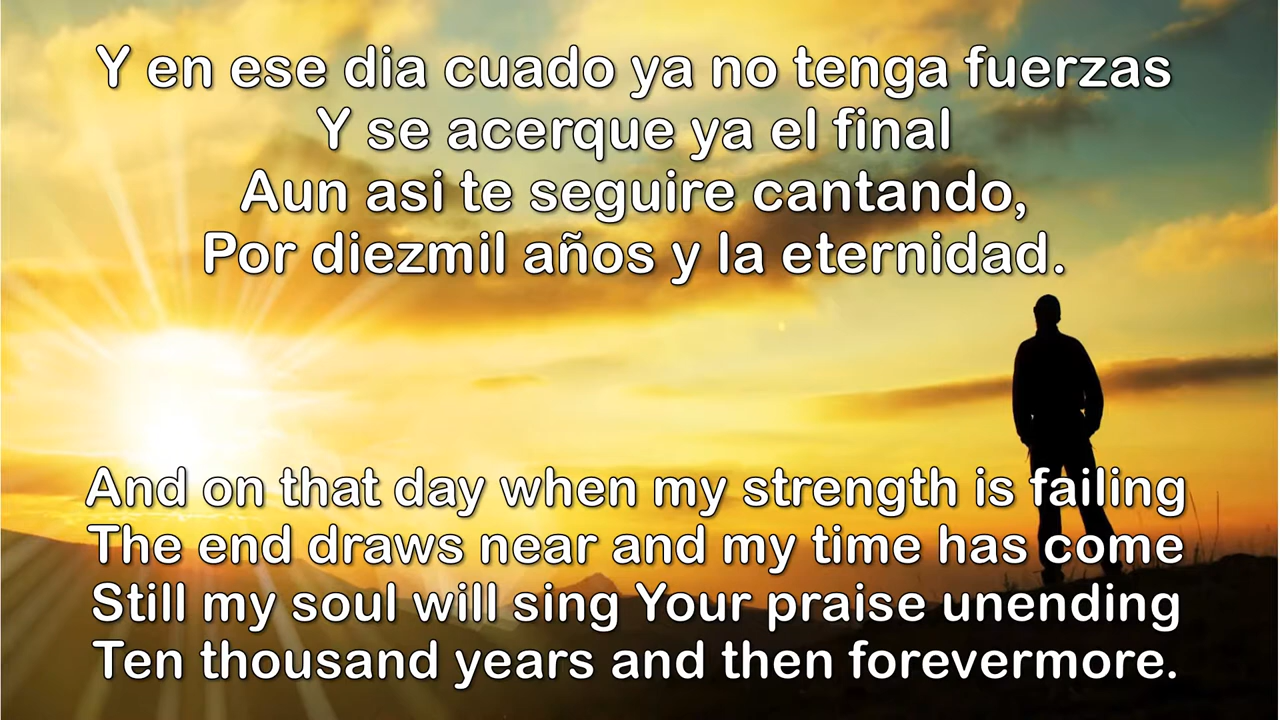 Y en ese dia cuado ya no tenga fuerzas
Y se acerque ya el final
Aun asi te seguire cantando,
Por diezmil años y la eternidad.
And on that day when my strength is failing
The end draws near and my time has come
Still my soul will sing Your praise unending
Ten thousand years and then forevermore.